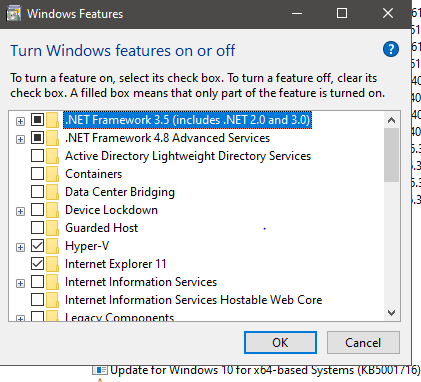 Windows Features
Turn Windows features on or off
To turn a feature on, select its check box. To turn a feature off, clear its
check box. A filled box means that only part of the feature is turned on.
.NET Framework 3.5 (includes .NET 2.0 and 3.0)
.NET Framework 4.8 Advanced Services
Active Directory Lightweight Directory Services
Containers
Data Center Bridging
Device Lockdown
Guarded Host
Hyper-V
Internet Explorer 11
Internet Information Services
Internet Information Services Hostable Web Core
Legacy Components
OK Cancel
Update for Windows 10 for x64-based Systems (KB5001716)